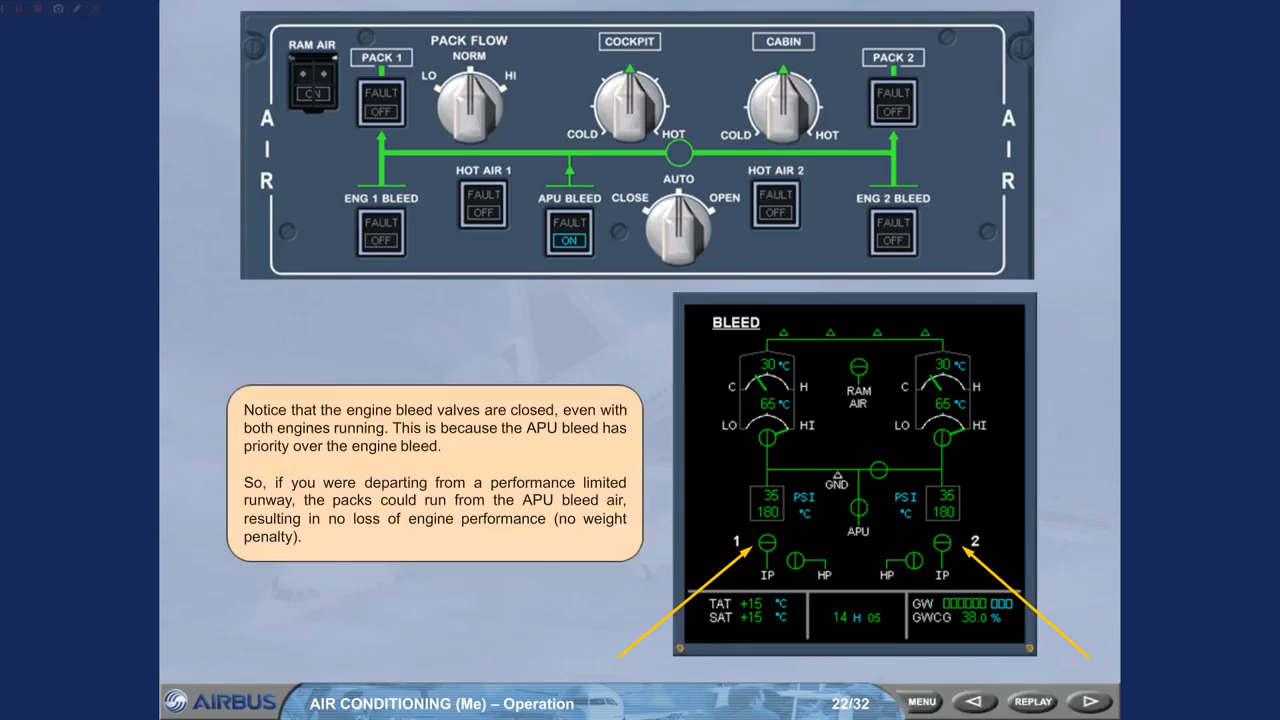 RAM AIR
ON
PACK 1
FAULT
OFF
PACK FLOW
NORM
LO
HI
COCKPIT
COLD
HOT
CABIN
COLD
HOT
PACK 2
FAULT
OFF
A
I
R
A
I
R
HOT AIR 1
FAULT
OFF
AUTO
CLOSE
OPEN
HOT AIR 2
FAULT
OFF
ENG 1 BLEED
FAULT
OFF
APU BLEED
FAULT
ON
ENG 2 BLEED
FAULT
OFF
Notice that the engine bleed valves are closed, even with
both engines running. This is because the APU bleed has
priority over the engine bleed.
So, if you were departing from a performance limited
runway, the packs could run from the APU bleed air,
resulting in no loss of engine performance (no weight
penalty).
BLEED
30 °C
C
H
65 °C
LO
HI
RAM
AIR
30 °C
C
H
65 °C
LO
HI
GND
35 PSI
180 °C
PSI 35
°C 180
APU
1
2
IP
HP
HP
IP
TAT +15 °C
SAT +15 °C
14 H 05
GW
GWCG 38.0 %
AIRBUS
AIR CONDITIONING (Me) – Operation
22/32
MENU
REPLAY